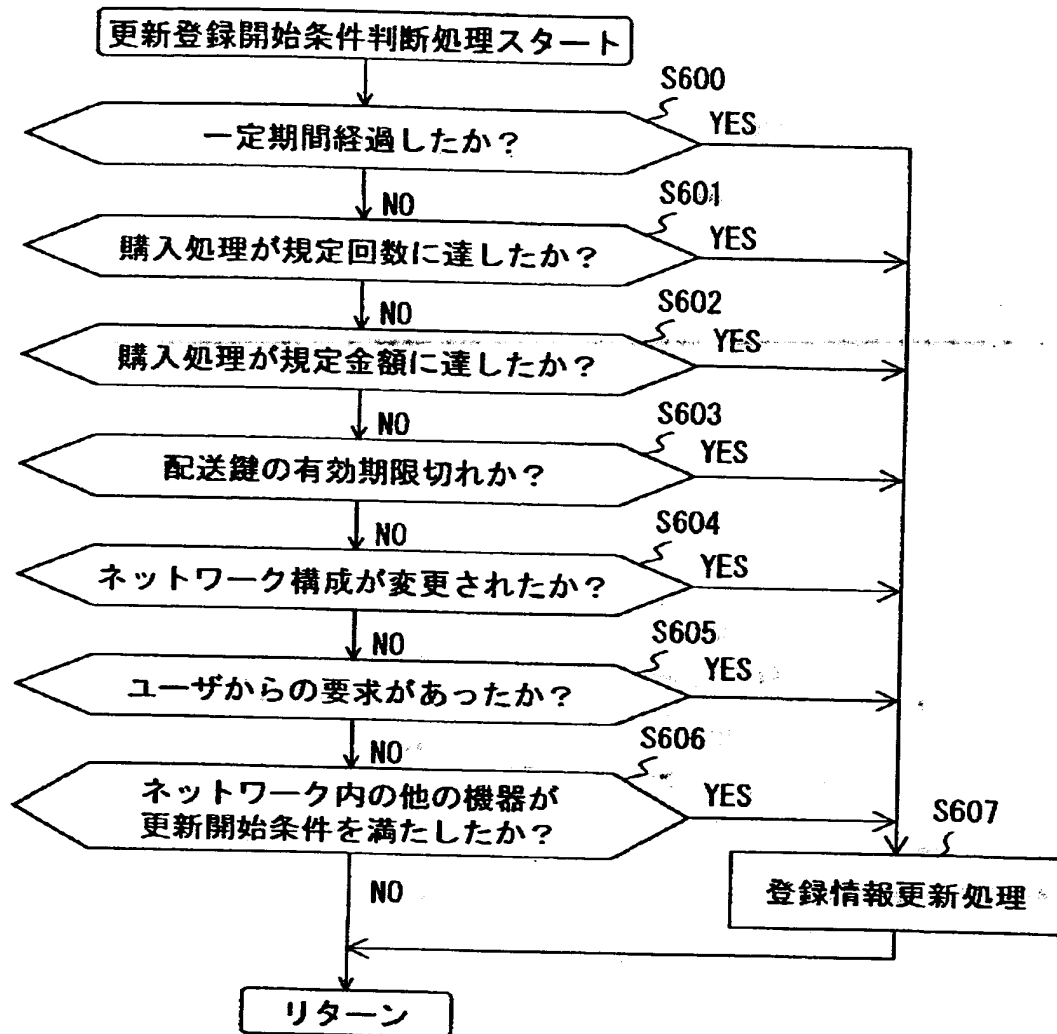 更新登録開始条件判断処理スタート
S600
一定期間経過したか?
YES
NO
S601
購入処理が規定回数に達したか?
YES
NO
S602
購入処理が規定金額に達したか?
YES
NO
S603
配送鍵の有効期限切れか?
YES
NO
S604
ネットワーク構成が変更されたか?
YES
NO
S605
ユーザからの要求があったか?
YES
NO
S606
ネットワーク内の他の機器が
更新開始条件を満たしたか?
YES
NO
S607
登録情報更新処理
リターン